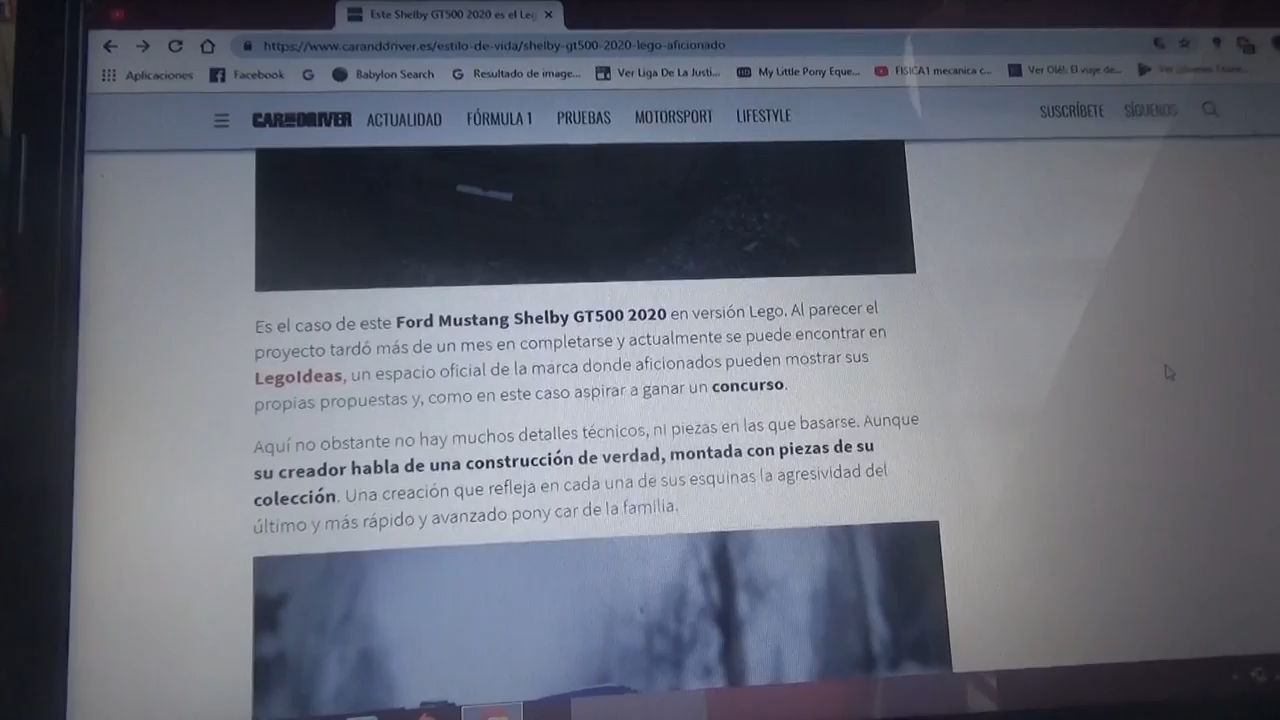 Este Shelby GT500 2020 es el Leg
https://www.caranddriver.es/estilo-de-vida/shelby-gt500-2020-lego-aficionado
Aplicaciones Facebook Babylon Search Resultado de image... Ver Liga De La Justi... My Little Pony Eque... FISICA1 mecanica c... Ver Olé!: El viaje de...
CAR AND DRIVER ACTUALIDAD FÓRMULA 1 PRUEBAS MOTORSPORT LIFESTYLE SUSCRÍBETE SÍGUENOS
Es el caso de este Ford Mustang Shelby GT500 2020 en versión Lego. Al parecer el
proyecto tardó más de un mes en completarse y actualmente se puede encontrar en
LegoIdeas, un espacio oficial de la marca donde aficionados pueden mostrar sus
propias propuestas y, como en este caso aspirar a ganar un concurso.
Aquí no obstante no hay muchos detalles técnicos, ni piezas en las que basarse. Aunque
su creador habla de una construcción de verdad, montada con piezas de su
colección. Una creación que refleja en cada una de sus esquinas la agresividad del
último y más rápido y avanzado pony car de la familia.